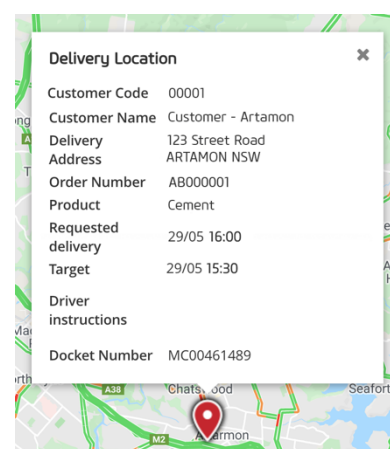 Delivery Location
Customer Code 00001
Customer Name Customer - Artamon
Delivery Address 123 Street Road
ARTAMON NSW
Order Number AB000001
Product Cement
Requested delivery 29/05 16:00
Target 29/05 15:30
Driver instructions
Docket Number MC00461489
A38
Seafort
M2